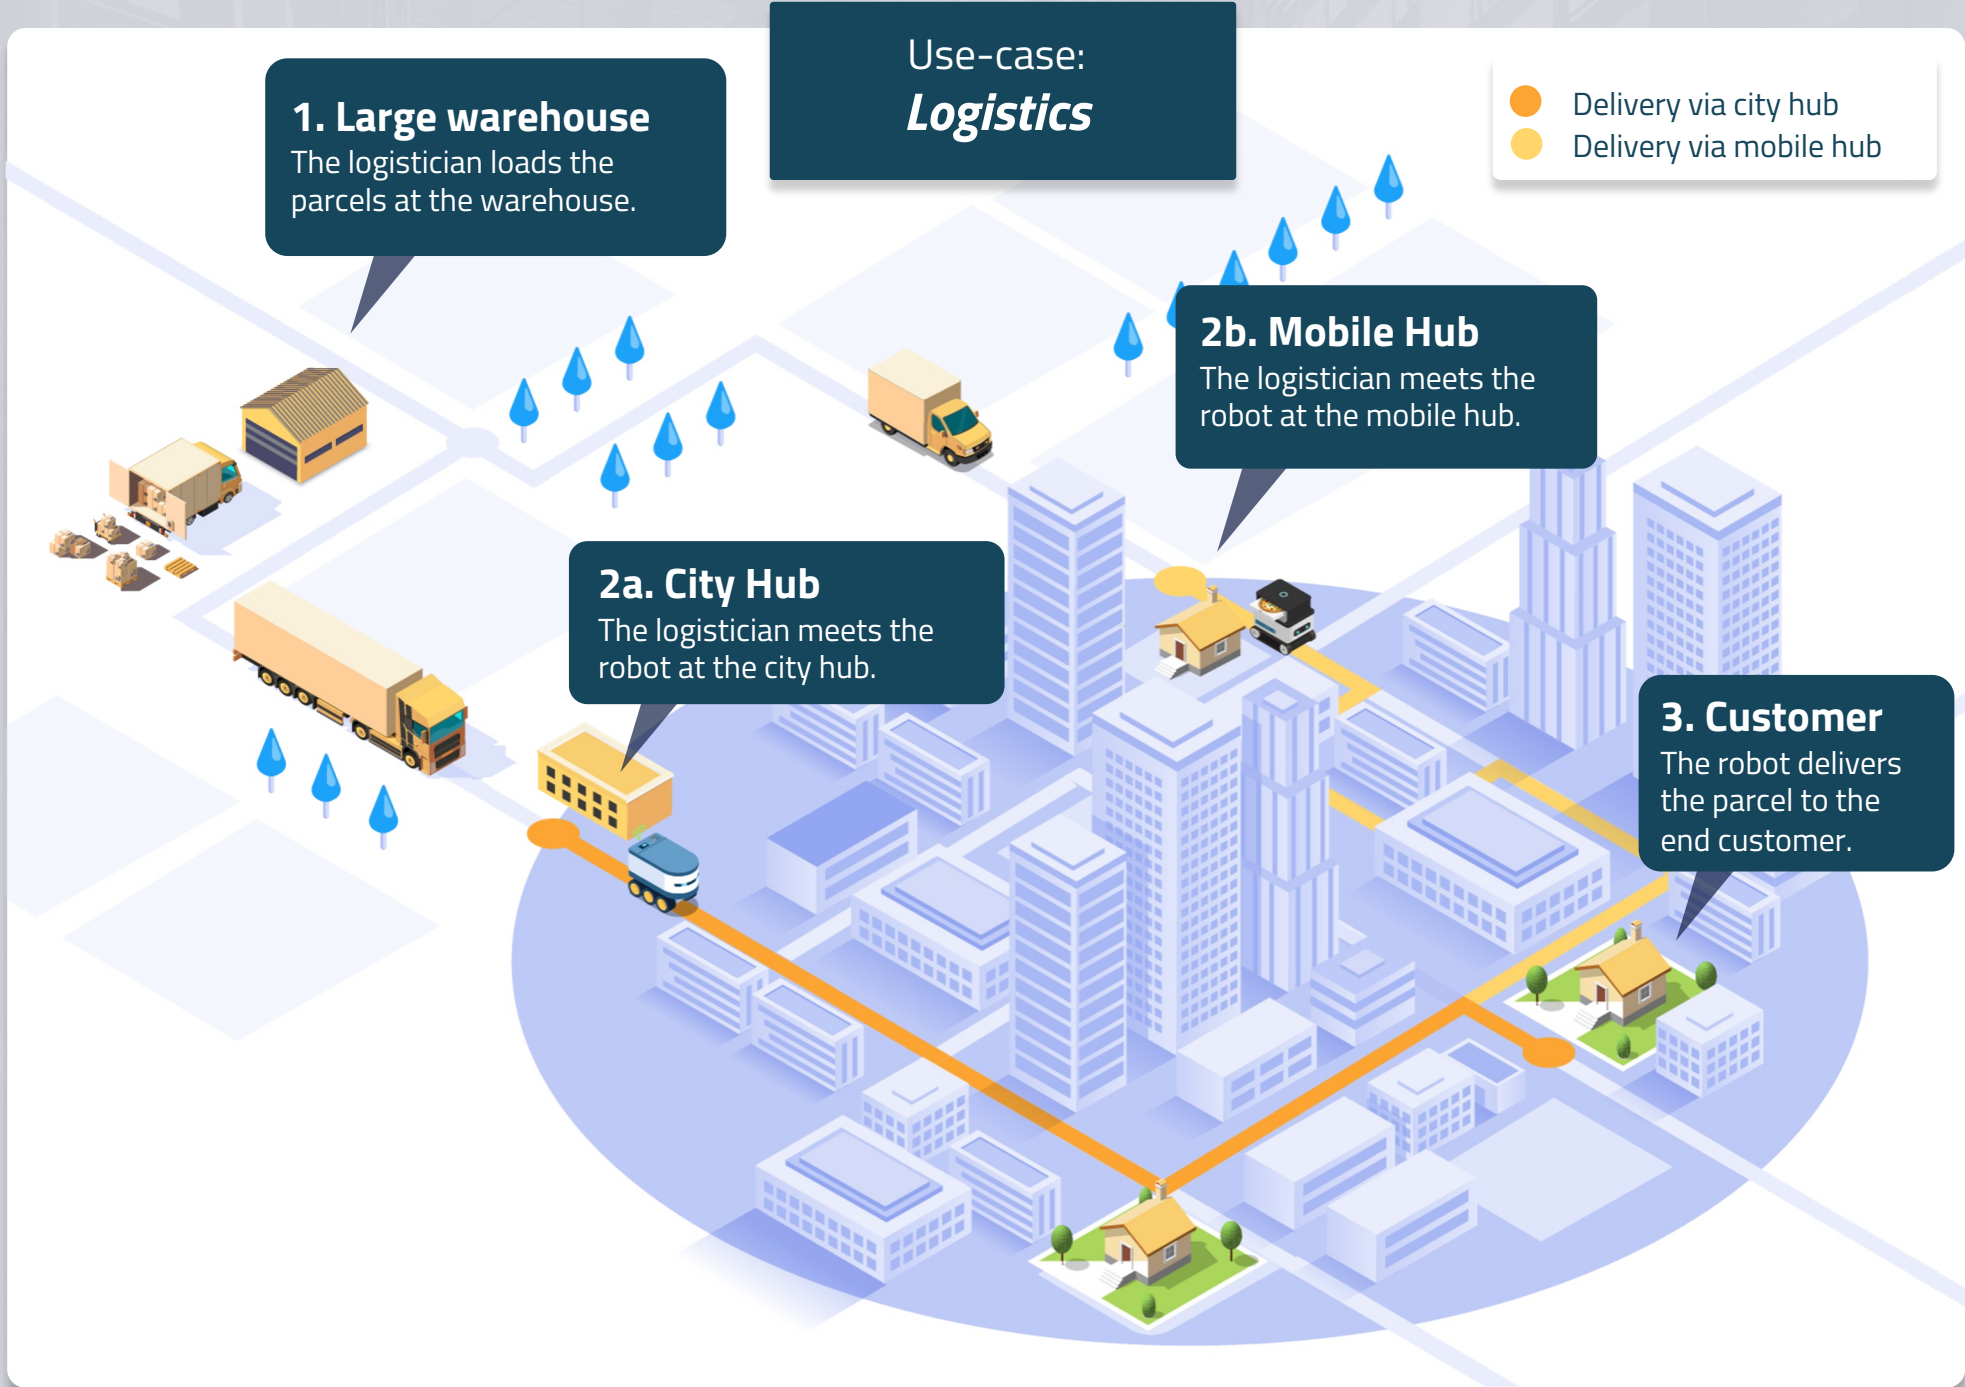 Use-case:
Logistics
1. Large warehouse
The logistician loads the
parcels at the warehouse.
Delivery via city hub
Delivery via mobile hub
2b. Mobile Hub
The logistician meets the
robot at the mobile hub.
2a. City Hub
The logistician meets the
robot at the city hub.
3. Customer
The robot delivers
the parcel to the
end customer.